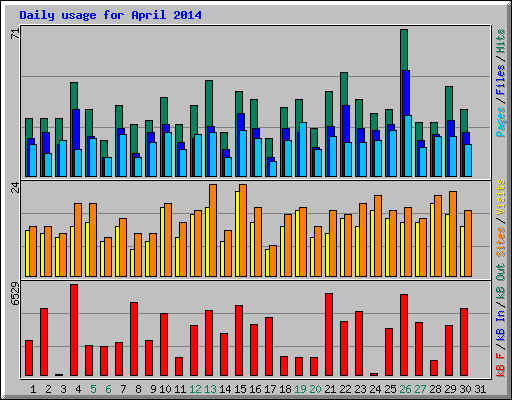 Daily usage for April 2014
71
24
6529
Pages / Files / Hits
Sites / Visits
kB F / kB In / kB Out
1 2 3 4 5 6 7 8 9 10 11 12 13 14 15 16 17 18 19 20 21 22 23 24 25 26 27 28 29 30 31